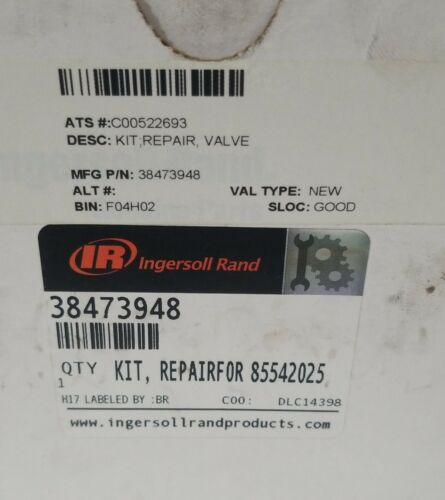 ATS #:C00522693
DESC: KIT;REPAIR, VALVE
MFG P/N: 38473948
ALT #: VAL TYPE: NEW
BIN: F04H02 SLOC: GOOD
IR Ingersoll Rand
38473948
QTY KIT, REPAIRFOR 85542025
1
H17 LABELED BY :BR COO: DLC14398
www.ingersollrandproducts.com